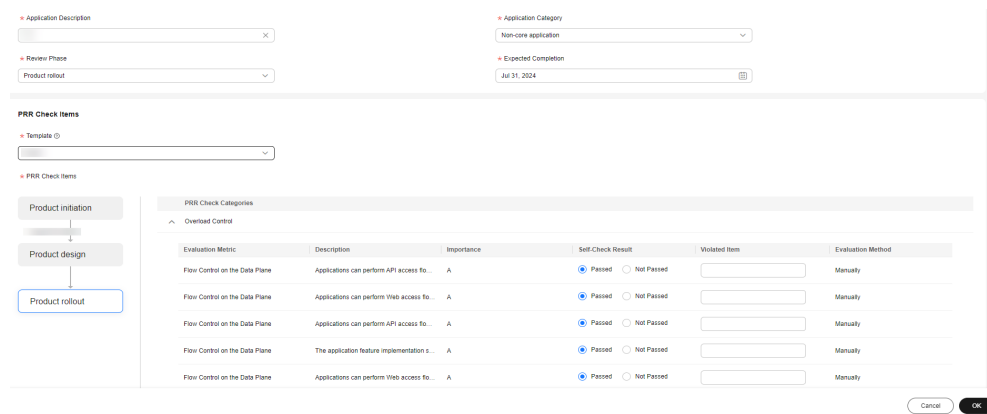 * Application Description
* Application Category
Non-core application
* Review Phase
* Expected Completion
Product rollout
Jul 31, 2024
PRR Check Items
* Template
* PRR Check Items
Product initiation
Product design
Product rollout
PRR Check Categories
Overload Control
Evaluation Metric Description Importance Self-Check Result Violated Item Evaluation Method
Flow Control on the Data Plane Applications can perform API access flo... A Passed Not Passed Manually
Flow Control on the Data Plane Applications can perform Web access flo... A Passed Not Passed Manually
Flow Control on the Data Plane Applications can perform API access flo... A Passed Not Passed Manually
Flow Control on the Data Plane The application feature implementation s... A Passed Not Passed Manually
Flow Control on the Data Plane Applications can perform Web access flo... A Passed Not Passed Manually
Cancel OK